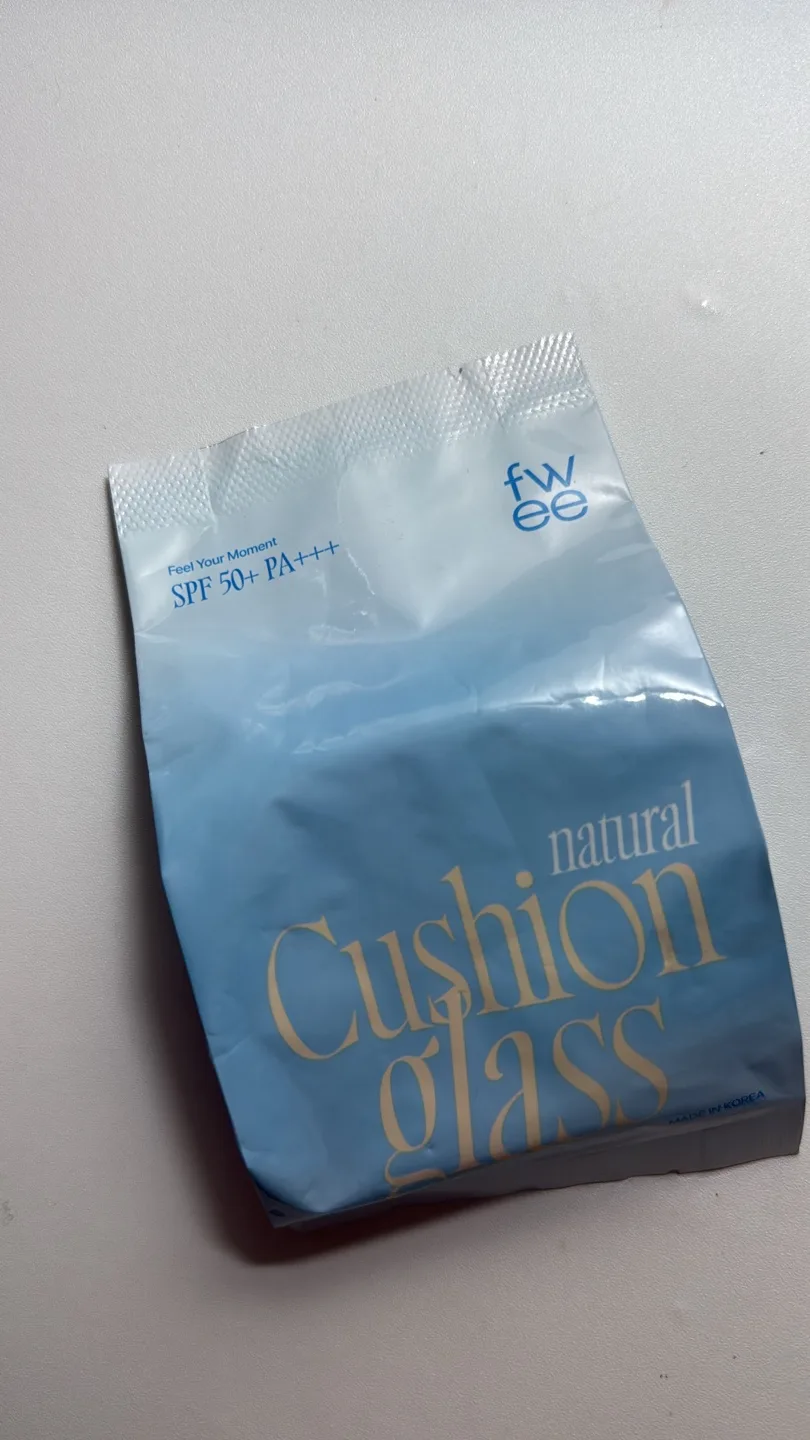 fw
ee
Feel Your Moment
SPF 50+ PA+++
natural
Cushion
glass
MADE IN KOREA